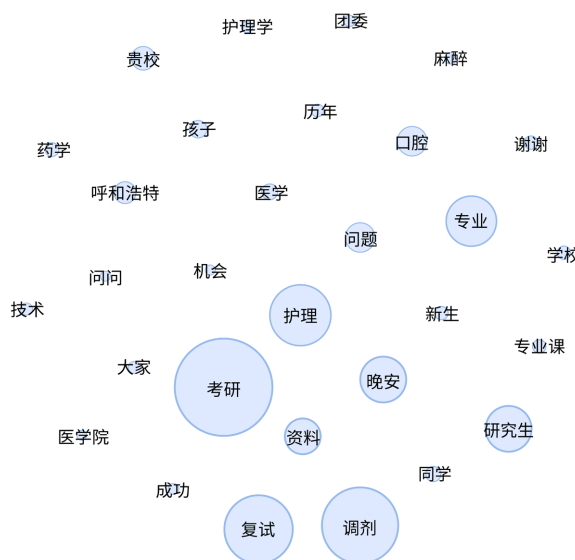 团委
护理学
贵校
麻醉
历年
孩子
口腔
谢谢
药学
呼和浩特
医学
专业
问题
学校
机会
问问
技术
护理
新生
专业课
大家
晚安
考研
研究生
医学院
资料
同学
成功
调剂
复试